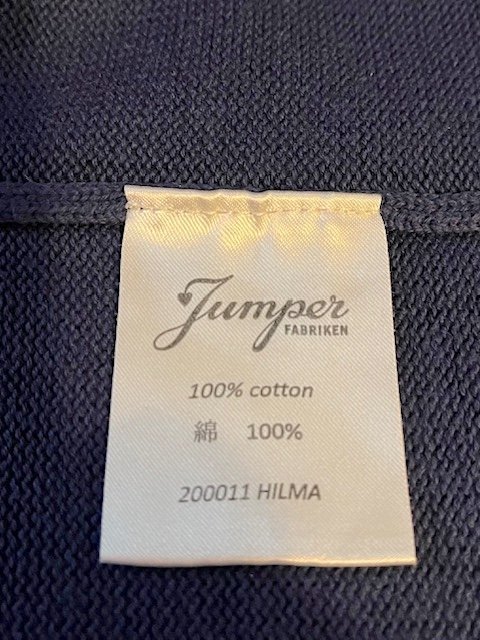 Jumper
FABRIKEN
100% cotton
綿 100%
200011 HILMA